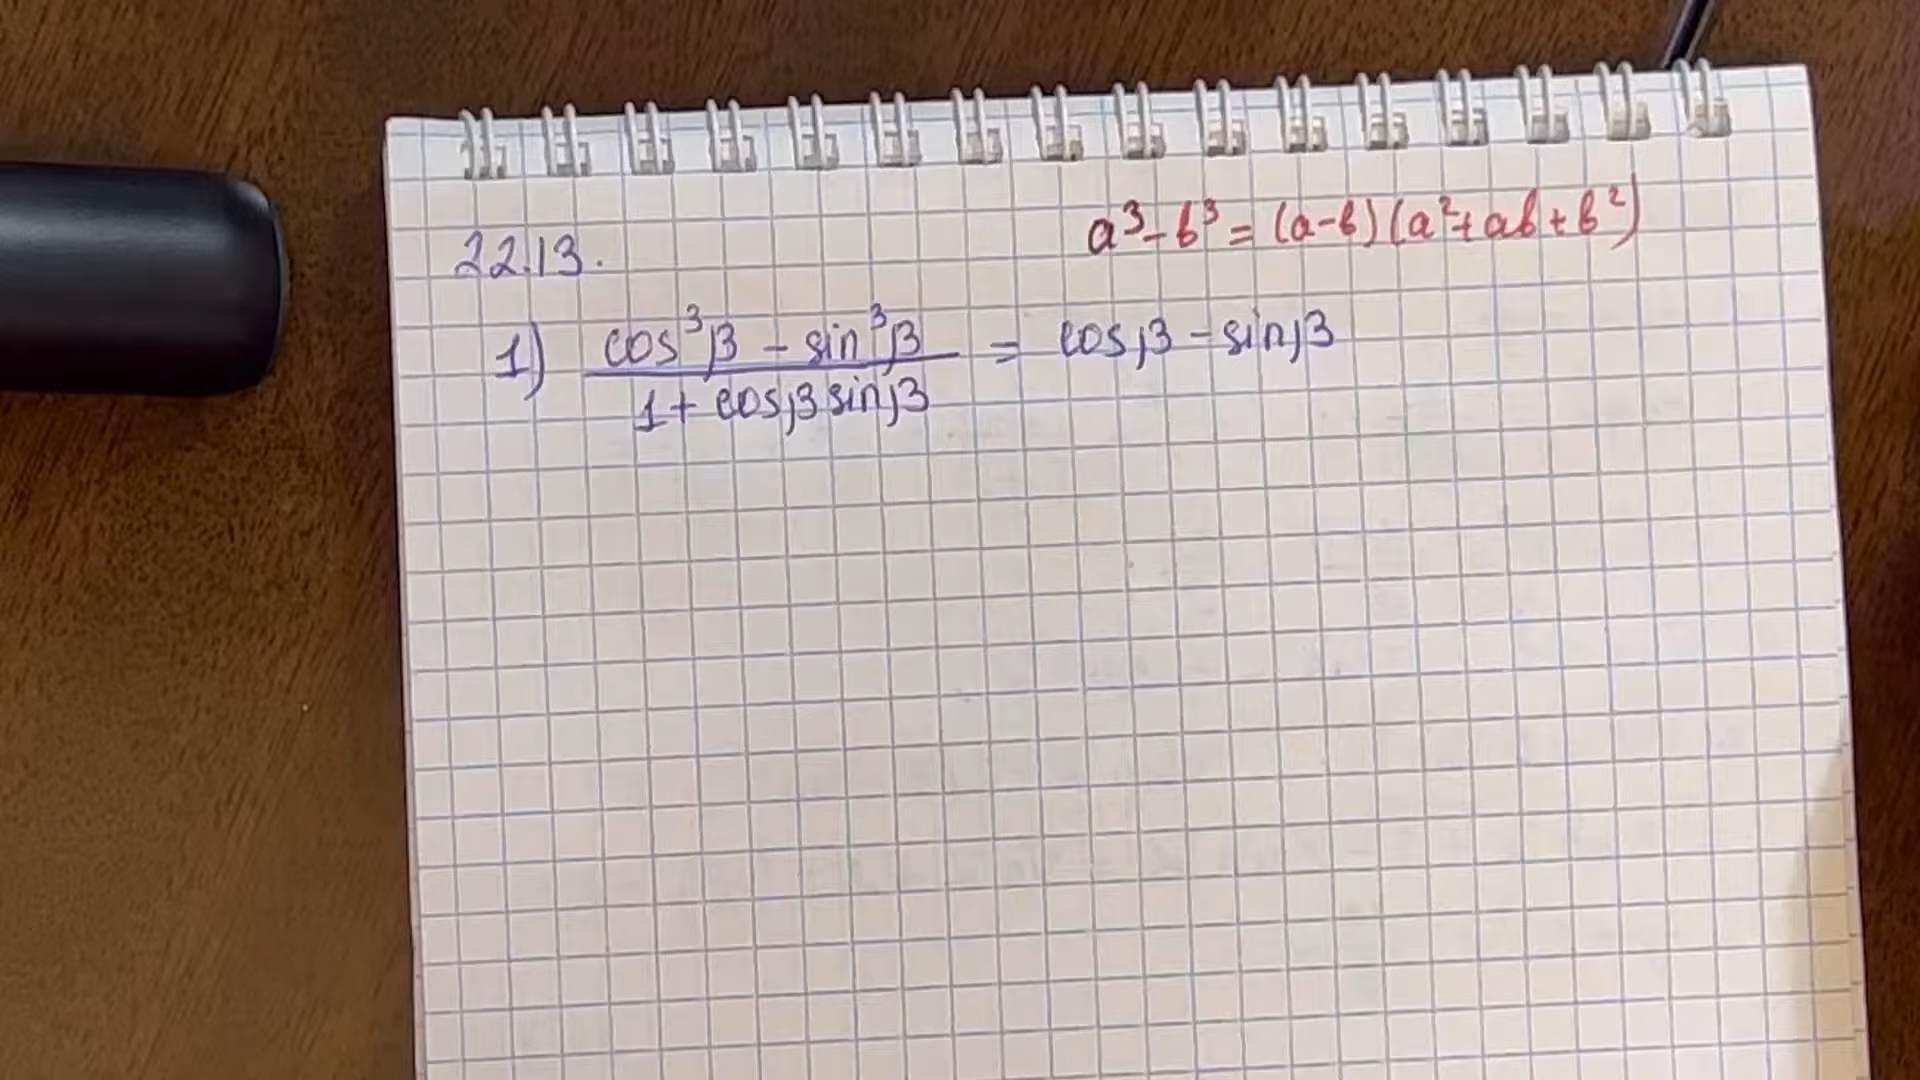 22.13.
a³-b³=(a-b)(a²+ab+b²)
1) cos³β - sin³β = cosβ - sinβ
1 + cosβ sinβ